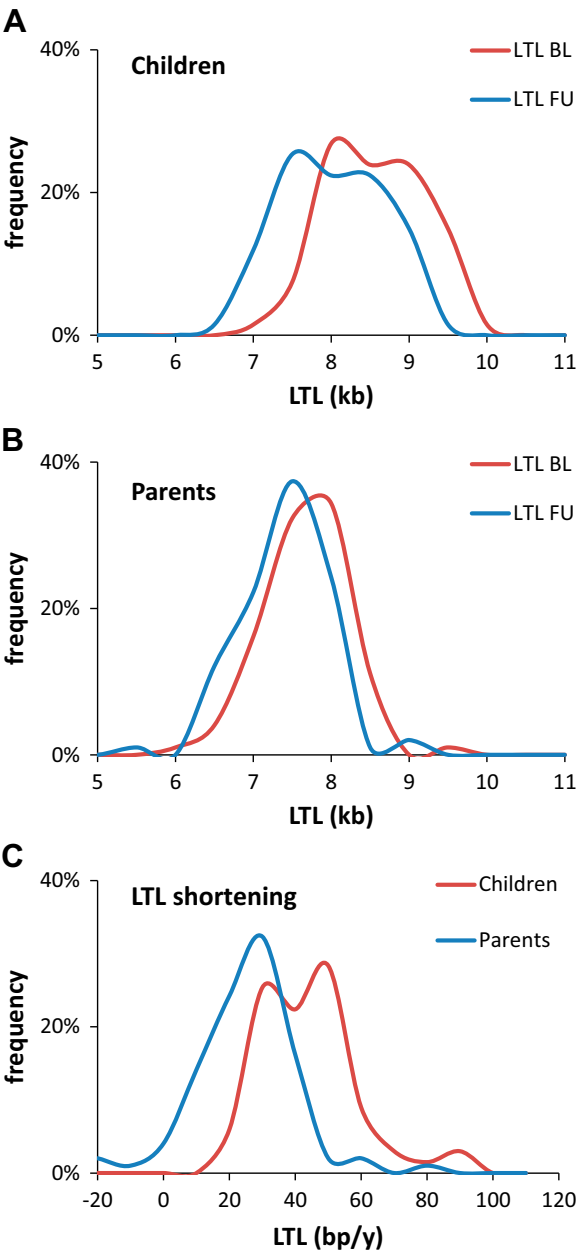 A
Children
LTL BL
LTL FU
frequency
40%
20%
0%
5 6 7 8 9 10 11
LTL (kb)
B
Parents
LTL BL
LTL FU
frequency
40%
20%
0%
5 6 7 8 9 10 11
LTL (kb)
C
LTL shortening
Children
Parents
frequency
40%
20%
0%
-20 0 20 40 60 80 100 120
LTL (bp/y)